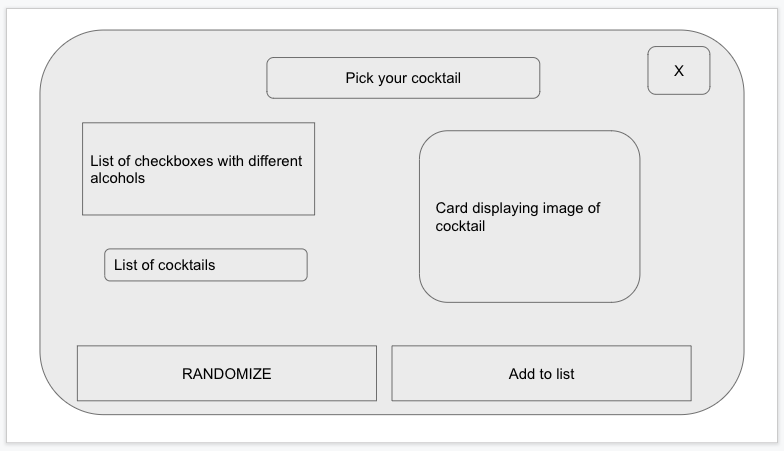 Pick your cocktail
X
List of checkboxes with different
alcohols
Card displaying image of
cocktail
List of cocktails
RANDOMIZE
Add to list